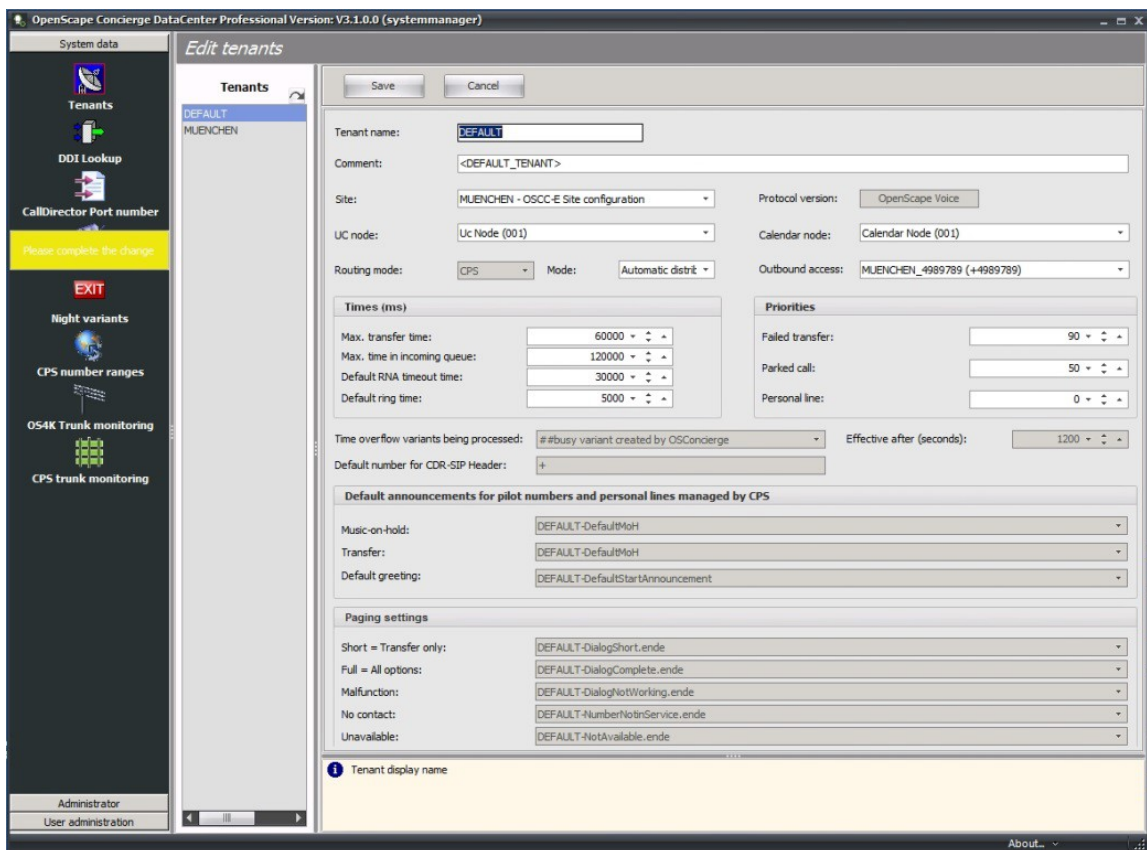 OpenScape Concierge DataCenter Professional Version: V3.1.0.0 (systemmanager)
System data
Tenants
DDI Lookup
CallDirector Port number
Please complete the change
EXIT
Night variants
CPS number ranges
OS4K Trunk monitoring
CPS trunk monitoring
Administrator
User administration
Edit tenants
Tenants
DEFAULT
MUENCHEN
Save Cancel
Tenant name: DEFAULT
Comment: <DEFAULT_TENANT>
Site: MUENCHEN - OSCC-E Site configuration Protocol version: OpenScape Voice
UC node: Uc Node (001) Calendar node: Calendar Node (001)
Routing mode: CPS Mode: Automatic distrib Outbound access: MUENCHEN_4989789 (+4989789)
Times (ms)
Max. transfer time: 60000
Max. time in incoming queue: 120000
Default RNA timeout time: 30000
Default ring time: 5000
Priorities
Failed transfer: 90
Parked call: 50
Personal line: 0
Time overflow variants being processed: ##busy variant created by OSConcierge Effective after (seconds): 1200
Default number for CDR-SIP Header: +
Default announcements for pilot numbers and personal lines managed by CPS
Music-on-hold: DEFAULT-DefaultMoH
Transfer: DEFAULT-DefaultMoH
Default greeting: DEFAULT-DefaultStartAnnouncement
Paging settings
Short = Transfer only: DEFAULT-DialogShort.ende
Full = All options: DEFAULT-DialogComplete.ende
Malfunction: DEFAULT-DialogNotWorking.ende
No contact: DEFAULT-NumberNotinService.ende
Unavailable: DEFAULT-NotAvailable.ende
Tenant display name
About...